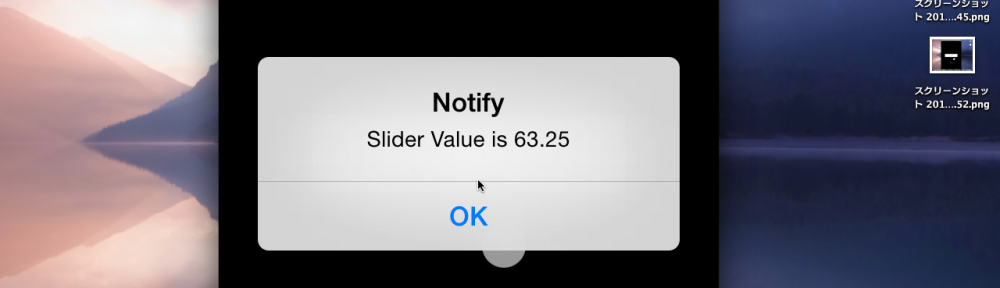 スクリーンショッ
ト 201....45.png
Notify
Slider Value is 63.25
OK
スクリーンショッ
ト 201....52.png